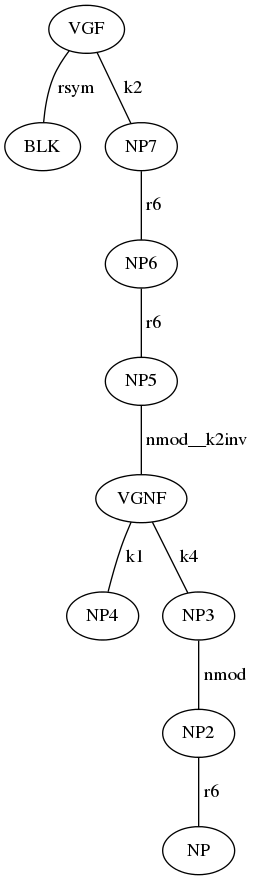 VGF
rsym k2
BLK NP7
r6
NP6
r6
NP5
nmod__k2inv
VGNF
k1 k4
NP4 NP3
nmod
NP2
r6
NP